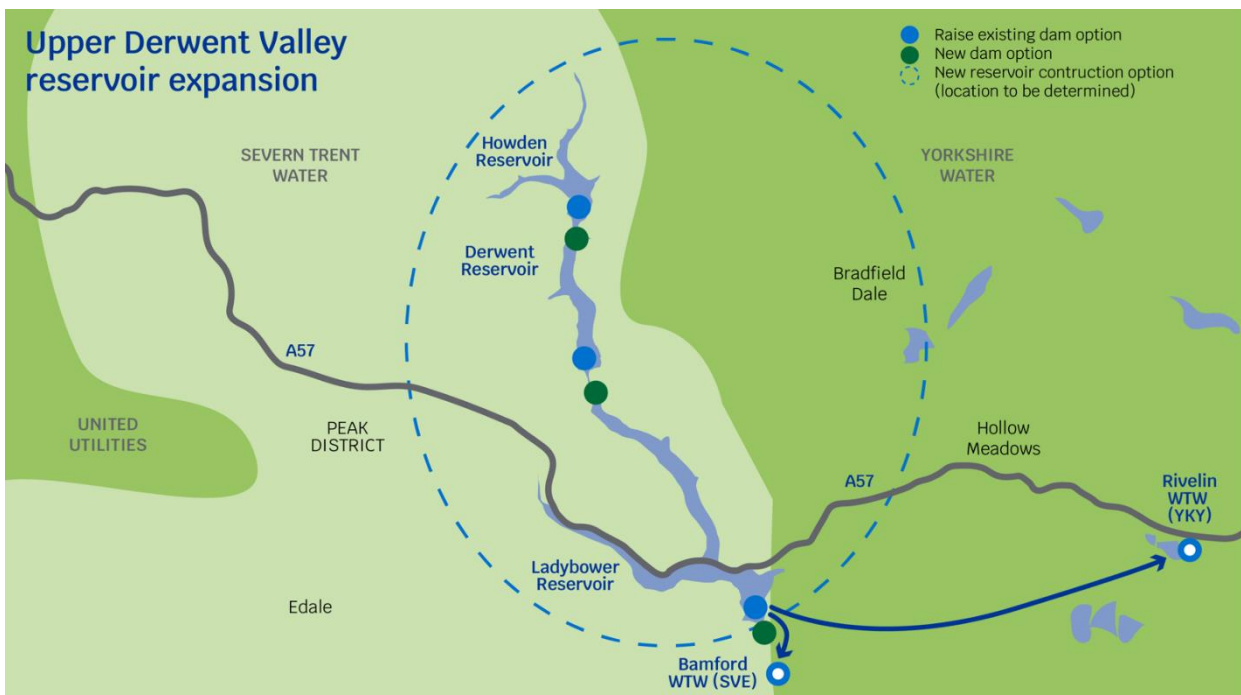 Upper Derwent Valley
reservoir expansion
Raise existing dam option
New dam option
New reservoir contruction option
(location to be determined)
Howden
Reservoir
SEVERN TRENT
WATER
YORKSHIRE
WATER
Derwent
Reservoir
Bradfield
Dale
A57
UNITED
UTILITIES
PEAK
DISTRICT
Hollow
Meadows
A57
Rivelin
WTW
(YKY)
Ladybower
Reservoir
Edale
Bamford
WTW (SVE)